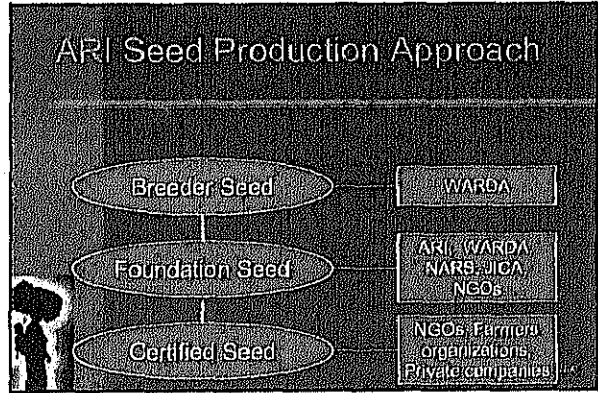 ARI Seed Production Approach
Breeder Seed
WARDA
Foundation Seed
ARI, WARDA
NARS, JICA,
NGOs
Certified Seed
NGOs, Farmers
organizations,
Private companies